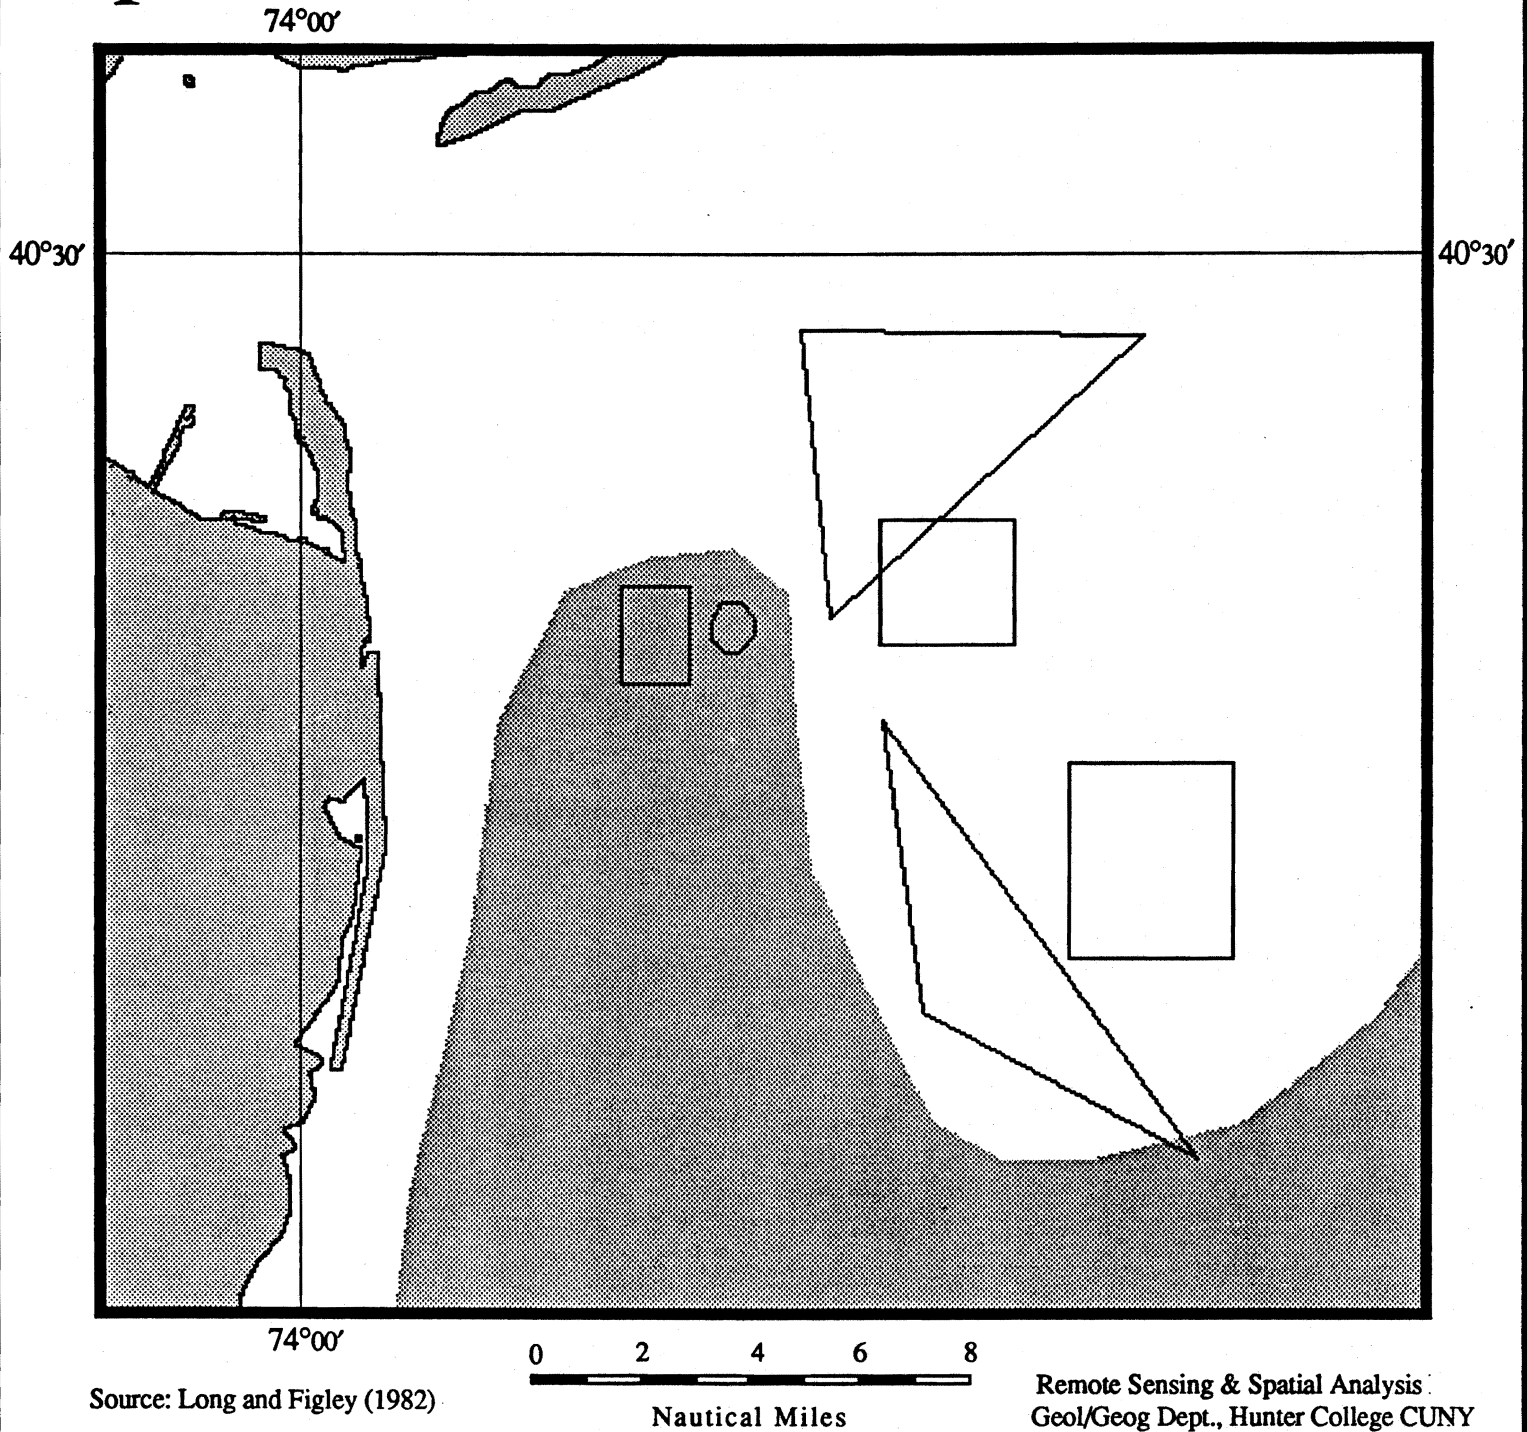 74°00′
40°30′ 40°30′
74°00′
0 2 4 6 8
Nautical Miles
Source: Long and Figley (1982)
Remote Sensing & Spatial Analysis
Geol/Geog Dept., Hunter College CUNY